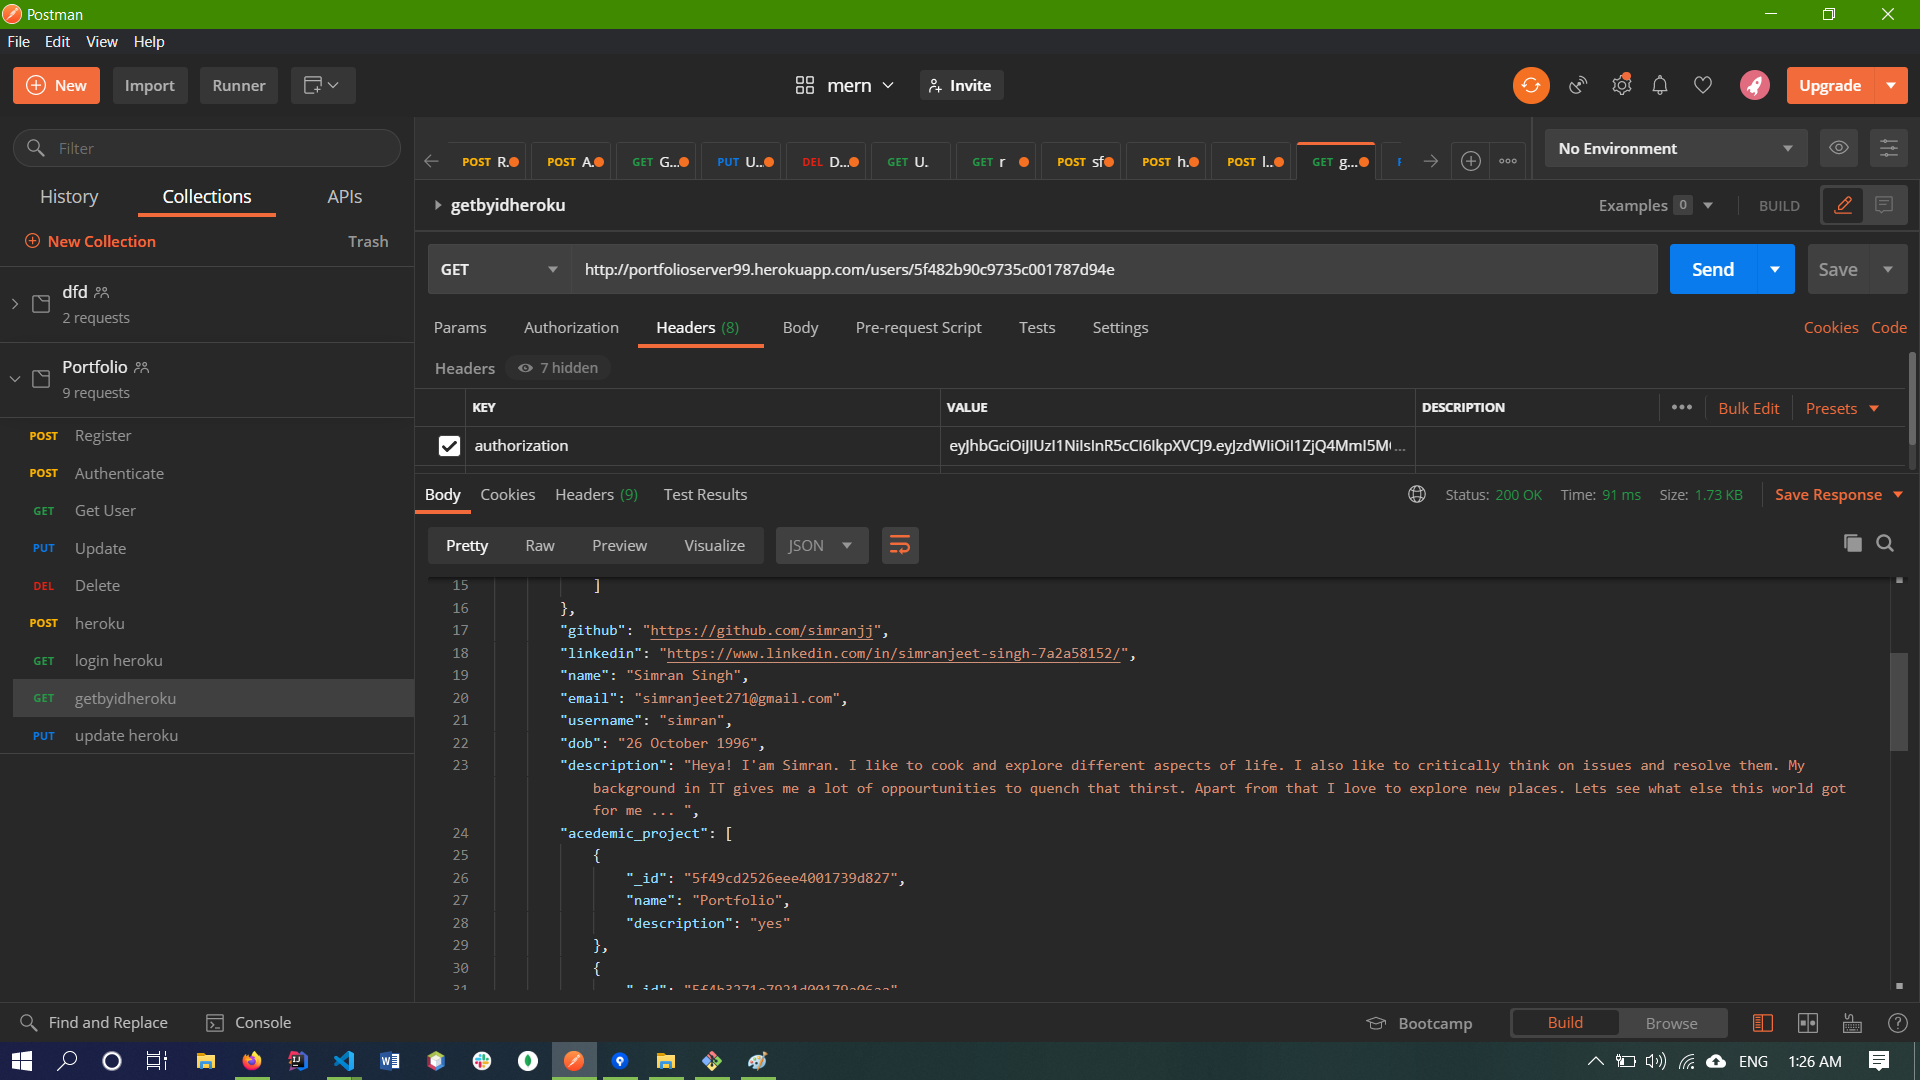 Postman
File Edit View Help
New Import Runner mern Invite Upgrade
Filter
History Collections APIs
New Collection Trash
dfd
2 requests
Portfolio
9 requests
POST Register
POST Authenticate
GET Get User
PUT Update
DEL Delete
POST heroku
GET login heroku
GET getbyidheroku
PUT update heroku
POST R.. POST A.. GET G... PUT U... DEL D... GET U. GET r POST sf POST h. POST l.. GET g...
No Environment
getbyidheroku Examples 0 BUILD
GET http://portfolioserver99.herokuapp.com/users/5f482b90c9735c001787d94e Send Save
Params Authorization Headers (8) Body Pre-request Script Tests Settings Cookies Code
Headers 7 hidden
KEY VALUE DESCRIPTION ••• Bulk Edit Presets
authorization
Body Cookies Headers (9) Test Results Status: 200 OK Time: 91 ms Size: 1.73 KB Save Response
Pretty Raw Preview Visualize JSON
15 ]
16 },
17 "github": "https://github.com/simranjj",
18 "linkedin": "https://www.linkedin.com/in/simranjeet-singh-7a2a58152/",
19 "name": "Simran Singh",
20 "email": "simranjeet271@gmail.com",
21 "username": "simran",
22 "dob": "26 October 1996",
23 "description": "Heya! I'am Simran. I like to cook and explore different aspects of life. I also like to critically think on issues and resolve them. My
background in IT gives me a lot of oppourtunities to quench that thirst. Apart from that I love to explore new places. Lets see what else this world got
for me ... ",
24 "acedemic_project": [
25 {
26 "_id": "5f49cd2526eee4001739d827",
27 "name": "Portfolio",
28 "description": "yes"
29 },
30 {
31
Find and Replace Console Bootcamp Build Browse
ENG 1:26 AM